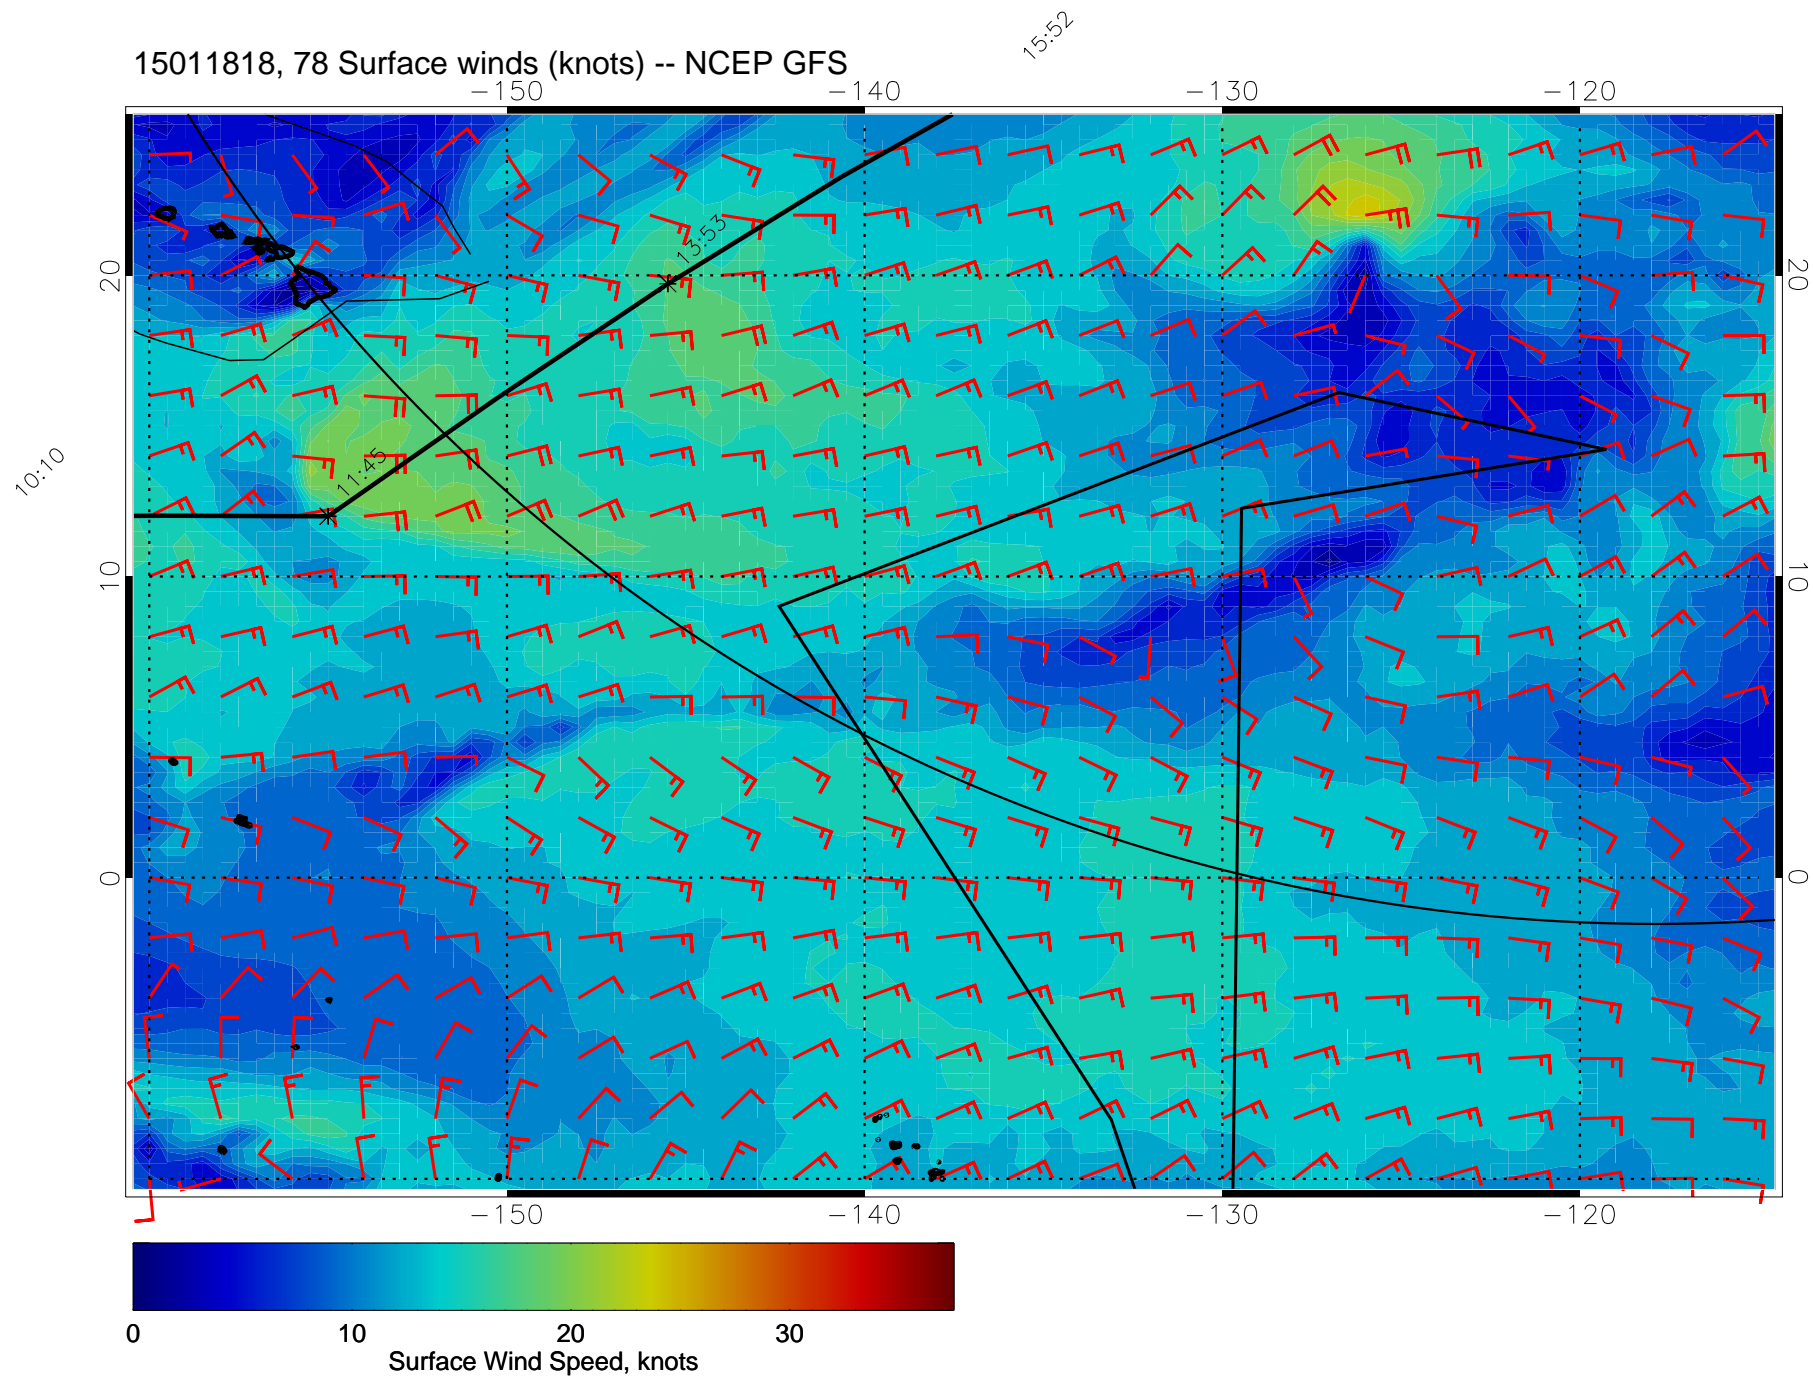 15:52
15011818, 78 Surface winds (knots) -- NCEP GFS
-150 -140 -130 -120
13:53
20 20
11:45
10:10
10 10
0 0
-150 -140 -130 -120
0 10 20 30
Surface Wind Speed, knots